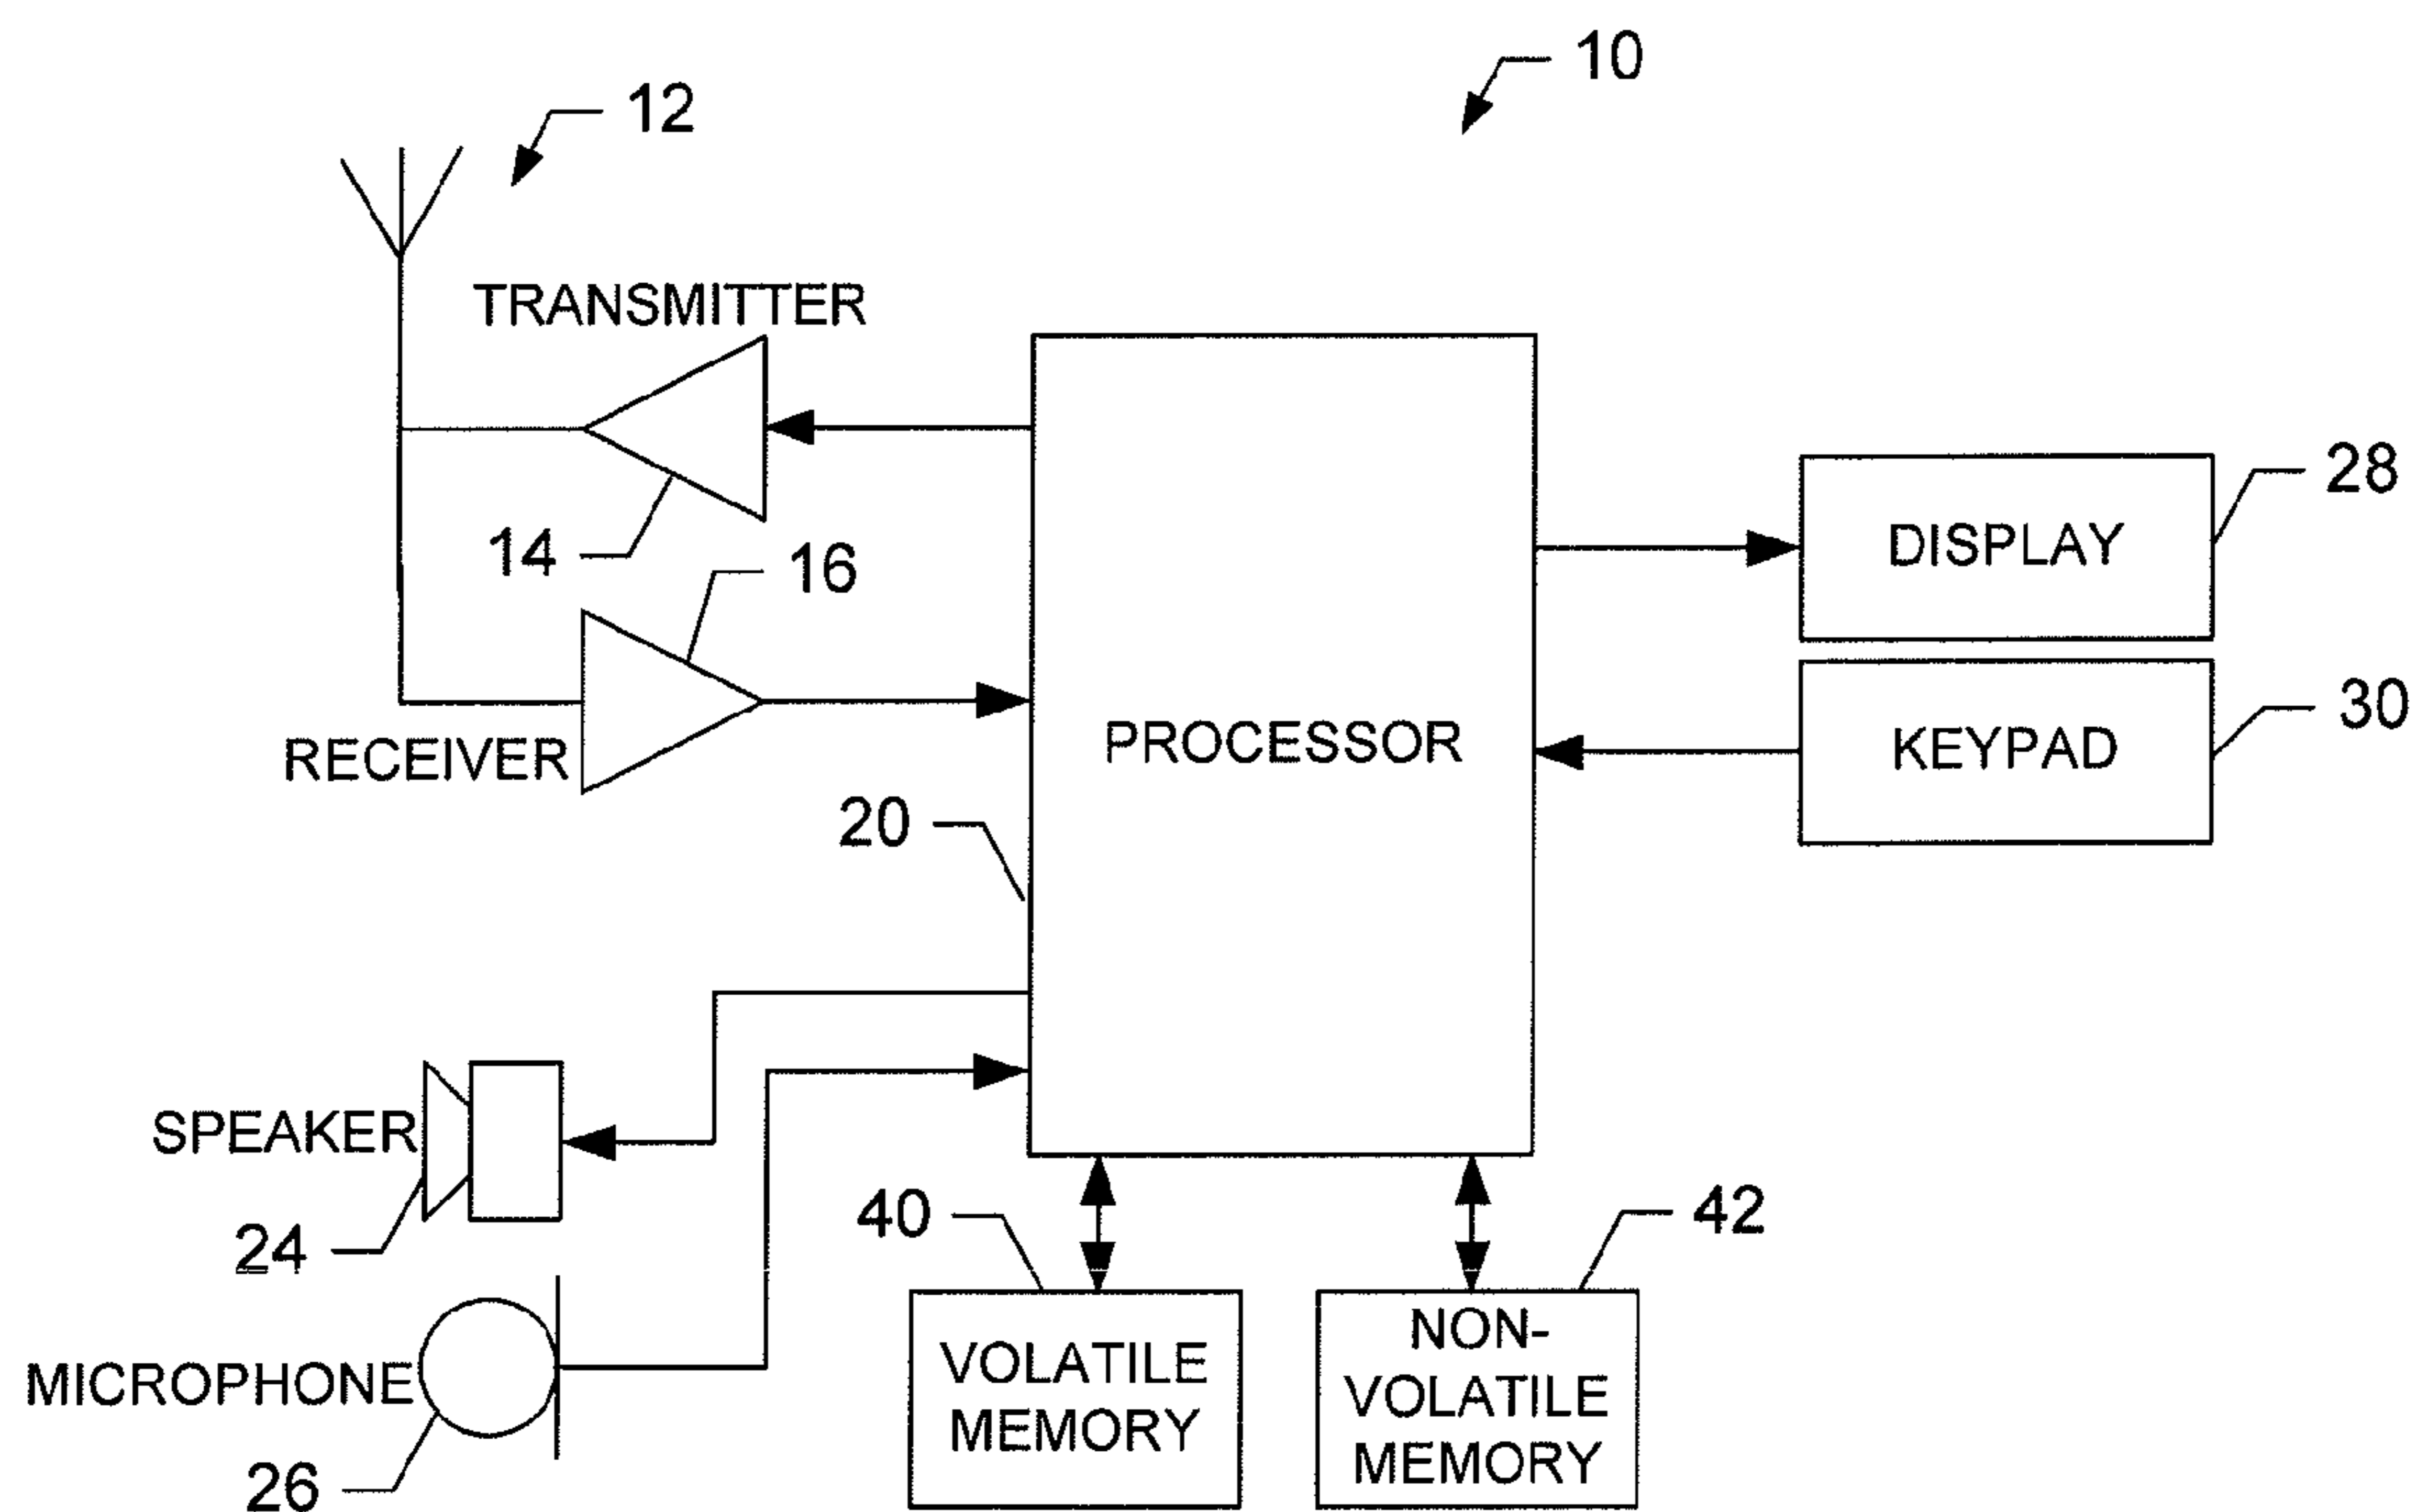 10
12
TRANSMITTER
14
16
RECEIVER
PROCESSOR
20
DISPLAY
28
KEYPAD
30
SPEAKER
24
MICROPHONE
26
40
VOLATILE
MEMORY
42
NON-
VOLATILE
MEMORY